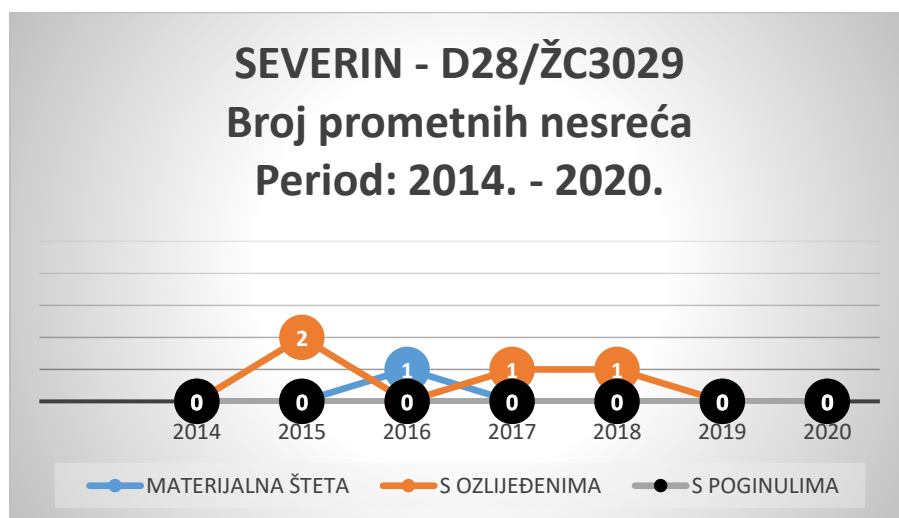 SEVERIN - D28/ŽC3029
Broj prometnih nesreća
Period: 2014. - 2020.
2
1 1 1
0 0 0 0 0 0 0
2014 2015 2016 2017 2018 2019 2020
MATERIJALNA ŠTETA S OZLIJEĐENIMA S POGINULIMA